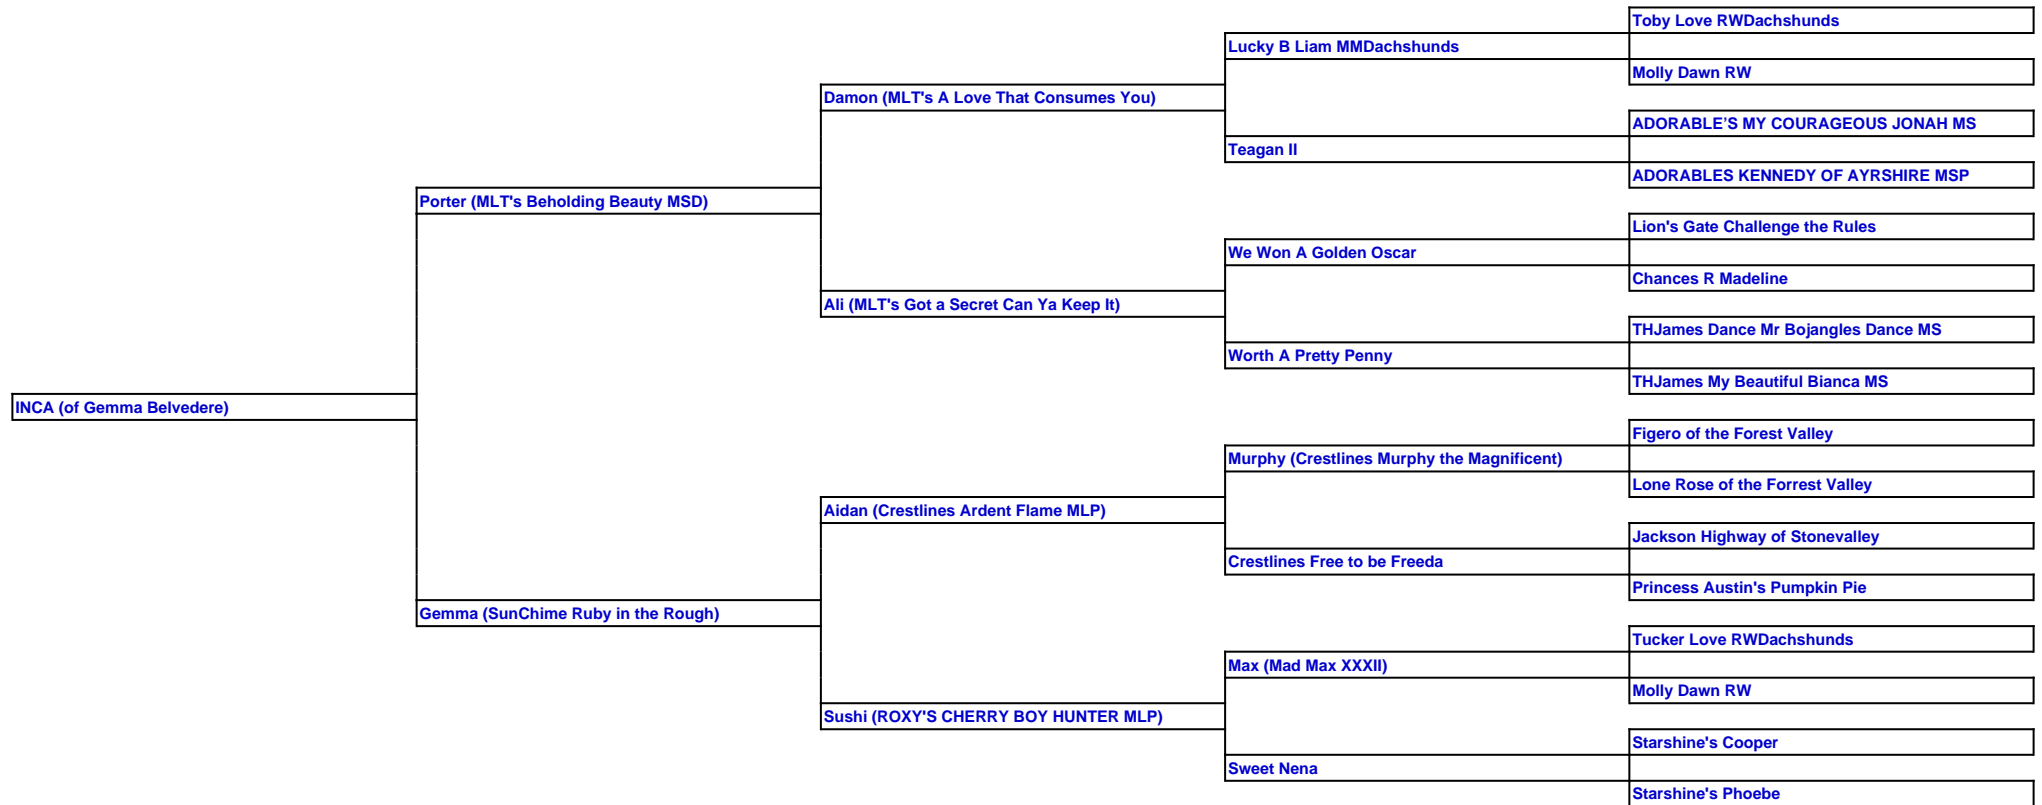 Toby Love RWDachshunds
Lucky B Liam MMDachshunds
Molly Dawn RW
Damon (MLT's A Love That Consumes You)
ADORABLE’S MY COURAGEOUS JONAH MS
Teagan II
ADORABLES KENNEDY OF AYRSHIRE MSP
Porter (MLT's Beholding Beauty MSD)
Lion's Gate Challenge the Rules
We Won A Golden Oscar
Chances R Madeline
Ali (MLT's Got a Secret Can Ya Keep It)
THJames Dance Mr Bojangles Dance MS
Worth A Pretty Penny
THJames My Beautiful Bianca MS
INCA (of Gemma Belvedere)
Figero of the Forest Valley
Murphy (Crestlines Murphy the Magnificent)
Lone Rose of the Forrest Valley
Aidan (Crestlines Ardent Flame MLP)
Jackson Highway of Stonevalley
Crestlines Free to be Freeda
Princess Austin's Pumpkin Pie
Gemma (SunChime Ruby in the Rough)
Tucker Love RWDachshunds
Max (Mad Max XXXII)
Molly Dawn RW
Sushi (ROXY'S CHERRY BOY HUNTER MLP)
Starshine's Cooper
Sweet Nena
Starshine's Phoebe